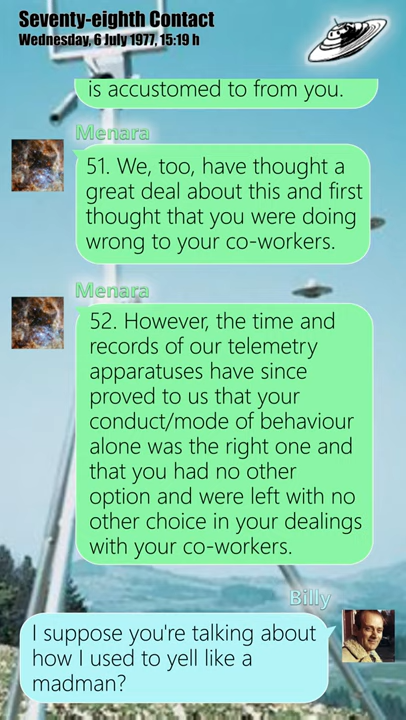 Seventy-eighth Contact
Wednesday, 6 July 1977, 15:19 h
is accustomed to from you.
Menara
51. We, too, have thought a
great deal about this and first
thought that you were doing
wrong to your co-workers.
Menara
52. However, the time and
records of our telemetry
apparatuses have since
proved to us that your
conduct/mode of behaviour
alone was the right one and
that you had no other
option and were left with no
other choice in your dealings
with your co-workers.
Billy
I suppose you're talking about
how I used to yell like a
madman?